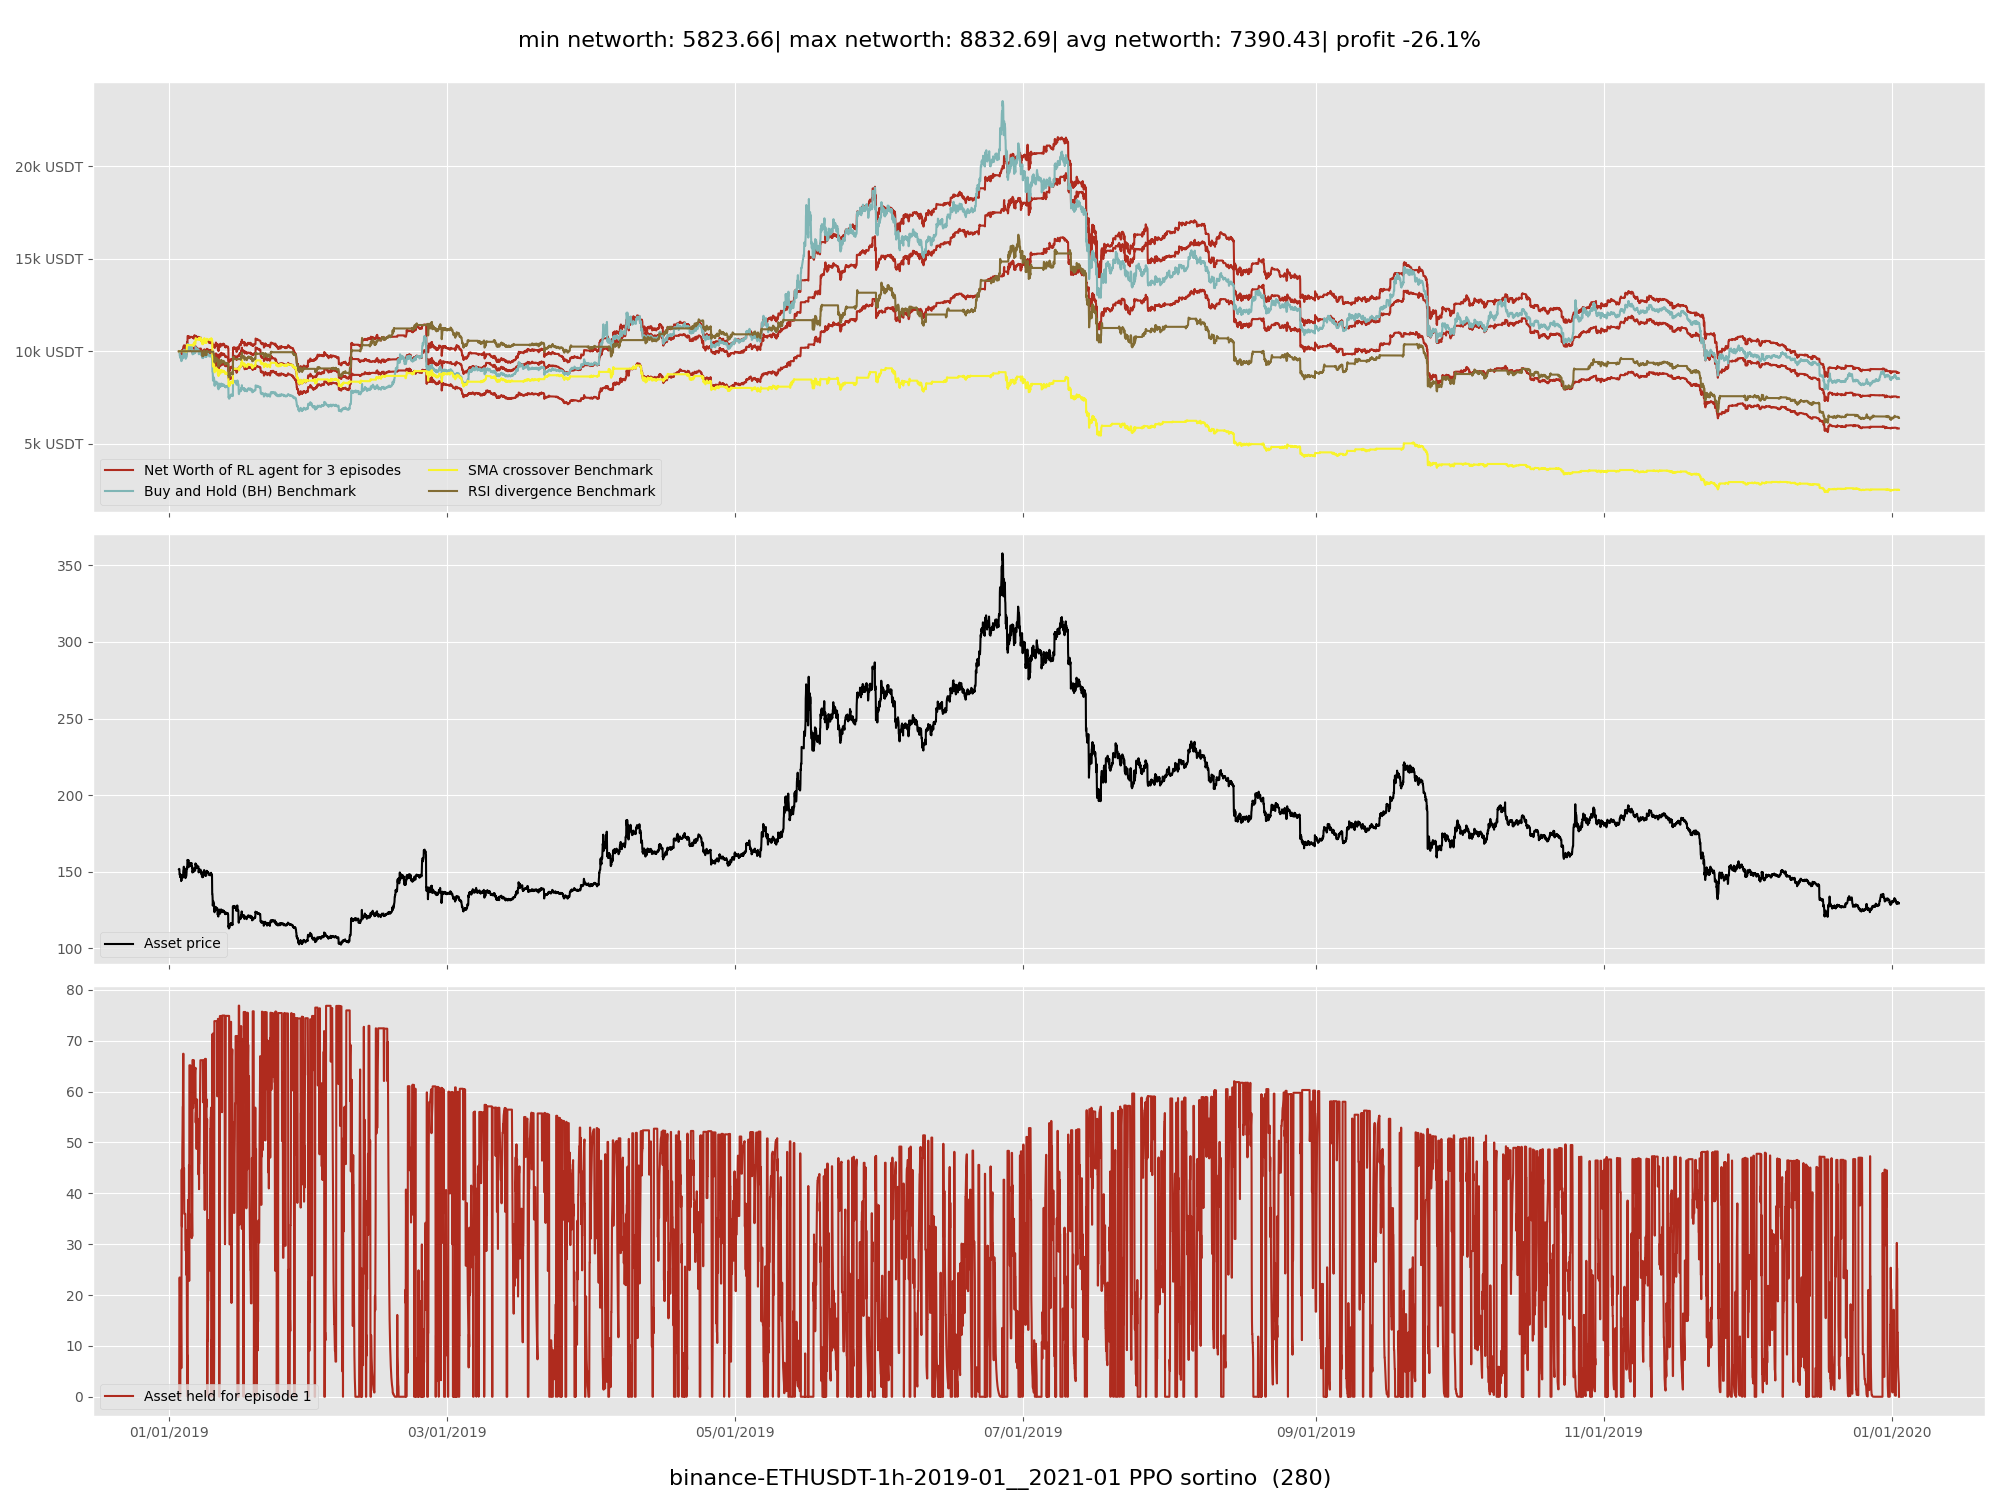 min networth: 5823.66| max networth: 8832.69| avg networth: 7390.43| profit -26.1%
20k USDT
15k USDT
10k USDT
5k USDT
Net Worth of RL agent for 3 episodes
Buy and Hold (BH) Benchmark
SMA crossover Benchmark
RSI divergence Benchmark
350
300
250
200
150
100
Asset price
80
70
60
50
40
30
20
10
0
Asset held for episode 1
01/01/2019 03/01/2019 05/01/2019 07/01/2019 09/01/2019 11/01/2019 01/01/2020
binance-ETHUSDT-1h-2019-01__2021-01 PPO sortino (280)